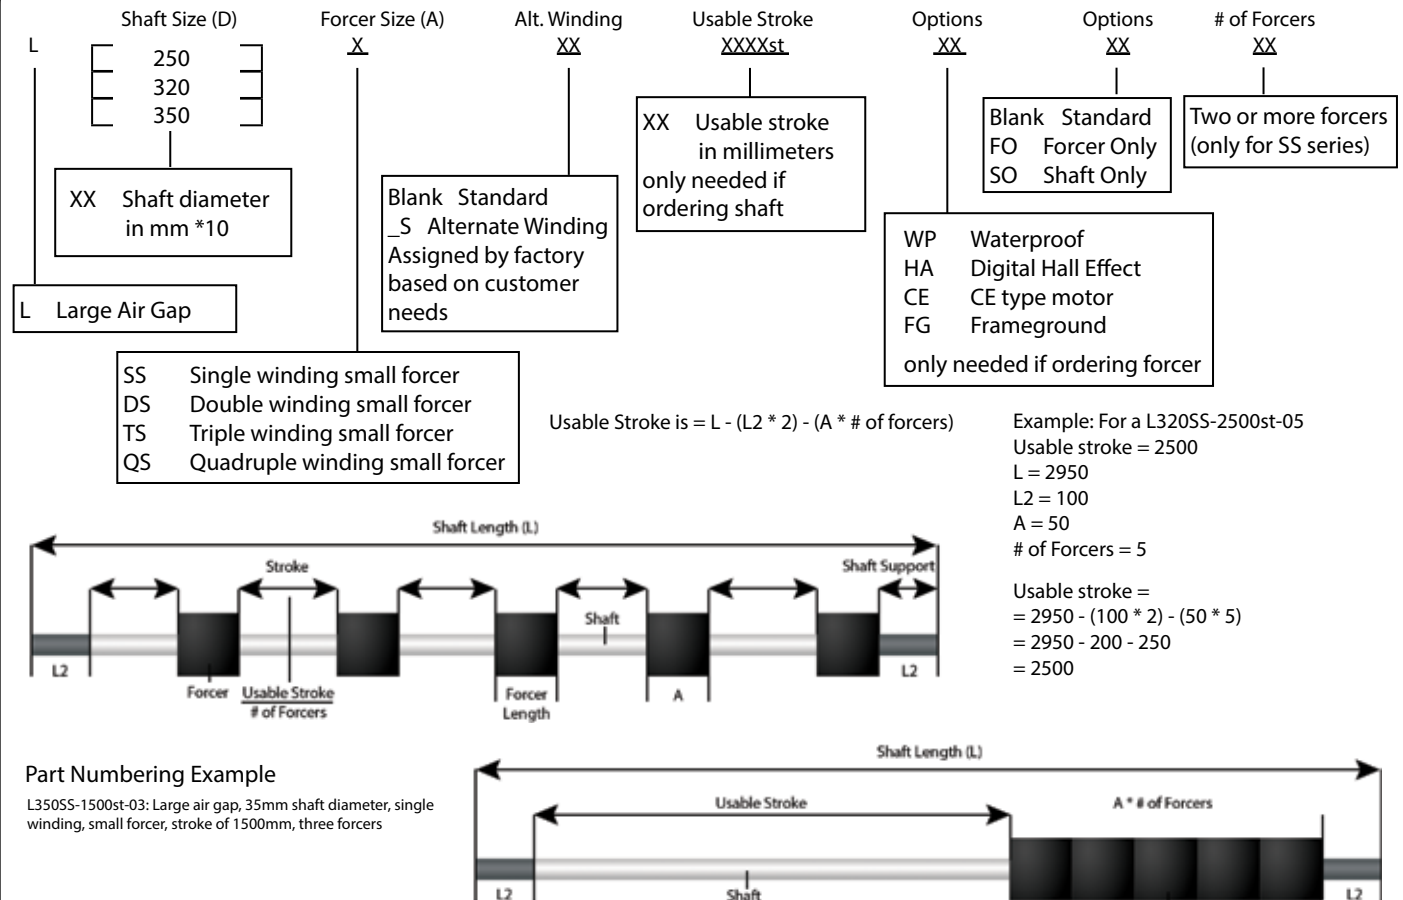 Shaft Size (D) Forcer Size (A) Alt. Winding Usable Stroke Options Options # of Forcers
L X XX XXXXst XX XX XX
250
320
350
XX Shaft diameter
in mm *10
L Large Air Gap
Blank Standard
_S Alternate Winding
Assigned by factory
based on customer
needs
XX Usable stroke
in millimeters
only needed if
ordering shaft
Blank Standard
FO Forcer Only
SO Shaft Only
Two or more forcers
(only for SS series)
WP Waterproof
HA Digital Hall Effect
CE CE type motor
FG Frameground
only needed if ordering forcer
SS Single winding small forcer
DS Double winding small forcer
TS Triple winding small forcer
QS Quadruple winding small forcer
Usable Stroke is = L - (L2 * 2) - (A * # of forcers)
Example: For a L320SS-2500st-05
Usable stroke = 2500
L = 2950
L2 = 100
A = 50
# of Forcers = 5
Usable stroke =
= 2950 - (100 * 2) - (50 * 5)
= 2950 - 200 - 250
= 2500
Shaft Length (L)
Stroke
Shaft Support
Shaft
L2
Forcer
Usable Stroke
# of Forcers
Forcer
Length
A
L2
Part Numbering Example
L350SS-1500st-03: Large air gap, 35mm shaft diameter, single
winding, small forcer, stroke of 1500mm, three forcers
Shaft Length (L)
Usable Stroke
A * # of Forcers
L2
Shaft
L2